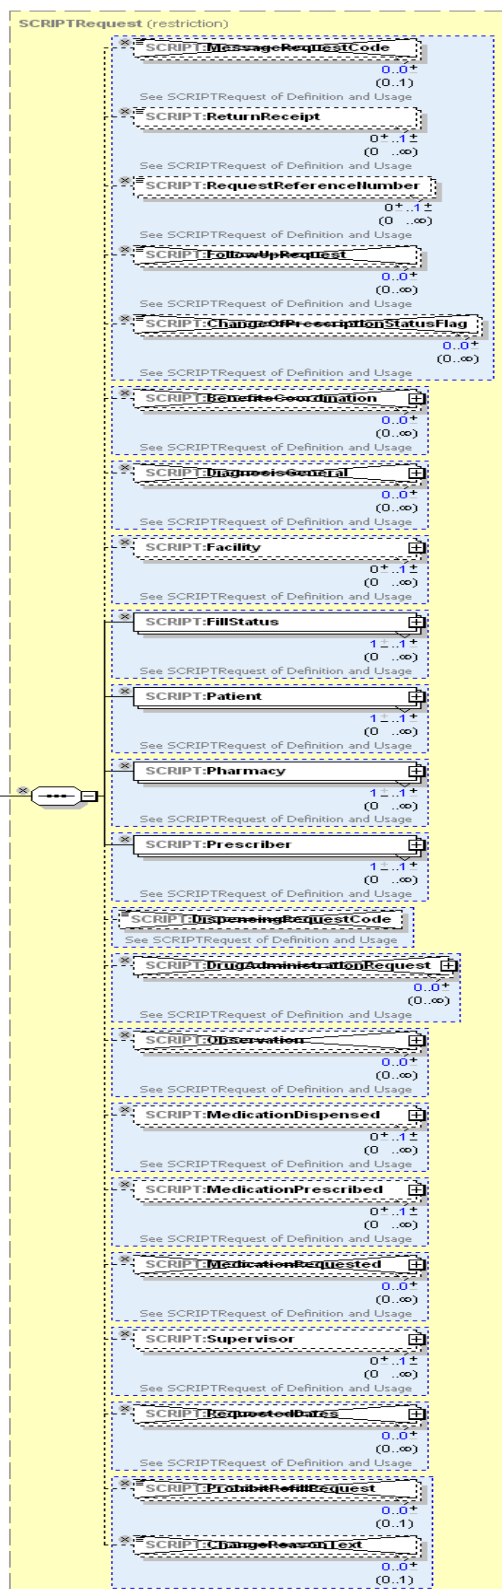 SCRIPTRequest (restriction)
SCRIPT:MessageRequestCode
0..0±
(0..1)
See SCRIPTRequest of Definition and Usage
SCRIPT:ReturnReceipt
0±..1±
(0 ..∞)
See SCRIPTRequest of Definition and Usage
SCRIPT:RequestReferenceNumber
0±..1±
(0 ..∞)
See SCRIPTRequest of Definition and Usage
SCRIPT:FollowUpRequest
0..0±
(0..∞)
See SCRIPTRequest of Definition and Usage
SCRIPT:ChangeOfPrescriptionStatusFlag
0..0±
(0..∞)
See SCRIPTRequest of Definition and Usage
SCRIPT:BenefitsCoordination
0..0±
(0..∞)
See SCRIPTRequest of Definition and Usage
SCRIPT:DiagnosisGeneral
0..0±
(0..∞)
See SCRIPTRequest of Definition and Usage
SCRIPT:Facility
0±..1±
(0 ..∞)
See SCRIPTRequest of Definition and Usage
SCRIPT:FillStatus
1±..1±
(0 ..∞)
See SCRIPTRequest of Definition and Usage
SCRIPT:Patient
1±..1±
(0 ..∞)
See SCRIPTRequest of Definition and Usage
SCRIPT:Pharmacy
1±..1±
(0 ..∞)
See SCRIPTRequest of Definition and Usage
SCRIPT:Prescriber
1±..1±
(0 ..∞)
See SCRIPTRequest of Definition and Usage
SCRIPT:DispensingRequestCode
See SCRIPTRequest of Definition and Usage
SCRIPT:DrugAdministrationRequest
0..0±
(0..∞)
See SCRIPTRequest of Definition and Usage
SCRIPT:Observation
0..0±
(0..∞)
See SCRIPTRequest of Definition and Usage
SCRIPT:MedicationDispensed
0±..1±
(0 ..∞)
See SCRIPTRequest of Definition and Usage
SCRIPT:MedicationPrescribed
0±..1±
(0 ..∞)
See SCRIPTRequest of Definition and Usage
SCRIPT:MedicationRequested
0..0±
(0..∞)
See SCRIPTRequest of Definition and Usage
SCRIPT:Supervisor
0±..1±
(0 ..∞)
See SCRIPTRequest of Definition and Usage
SCRIPT:RequestedDates
0..0±
(0..∞)
See SCRIPTRequest of Definition and Usage
SCRIPT:ProhibitRefillRequest
0..0±
(0..1)
SCRIPT:ChangeReasonText
0..0±
(0..1)